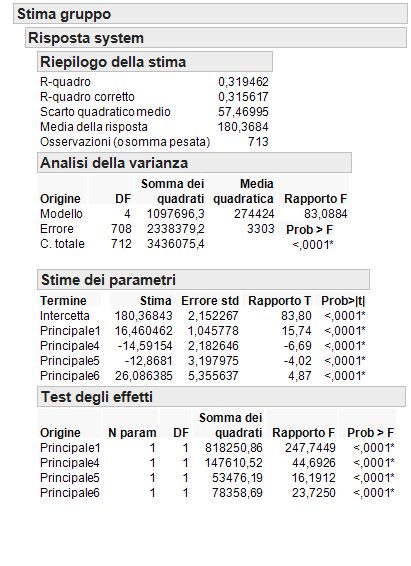 Stima gruppo
Risposta system
Riepilogo della stima
R-quadro 0,319462
R-quadro corretto 0,315617
Scarto quadratico medio 57,46995
Media della risposta 180,3684
Osservazioni (o somma pesata) 713
Analisi della varianza
Somma dei Media
Origine DF quadrati quadratica Rapporto F
Modello 4 1097696,3 274424 83,0884
Errore 708 2338379,2 3303 Prob > F
C. totale 712 3436075,4 <,0001*
Stime dei parametri
Termine Stima Errore std Rapporto T Prob>|t|
Intercetta 180,36843 2,152267 83,80 <,0001*
Principale1 16,460462 1,045778 15,74 <,0001*
Principale4 -14,59154 2,182646 -6,69 <,0001*
Principale5 -12,8681 3,197975 -4,02 <,0001*
Principale6 26,086385 5,355637 4,87 <,0001*
Test degli effetti
Somma dei
Origine N param DF quadrati Rapporto F Prob > F
Principale1 1 1 818250,86 247,7449 <,0001*
Principale4 1 1 147610,52 44,6926 <,0001*
Principale5 1 1 53476,19 16,1912 <,0001*
Principale6 1 1 78358,69 23,7250 <,0001*